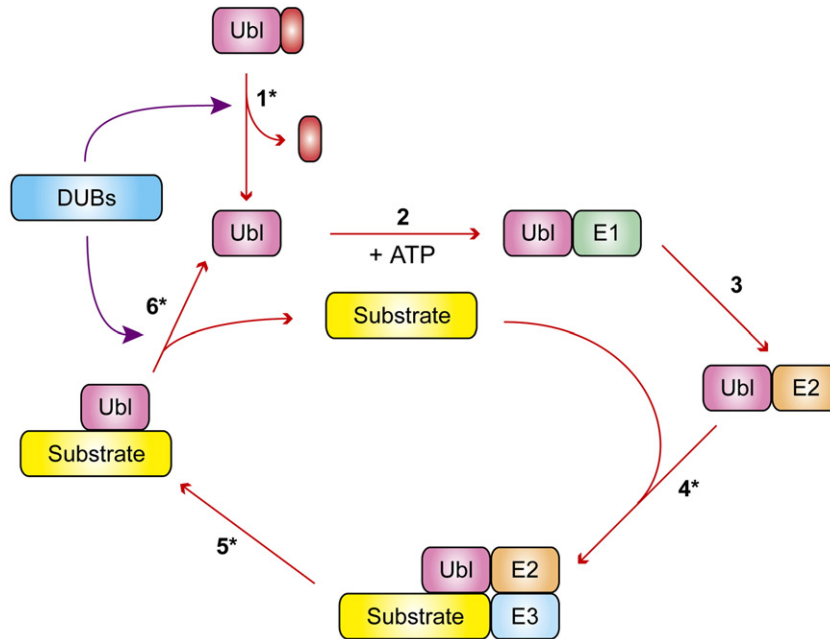 Ubl
1*
DUBs
Ubl
2
+ ATP
Ubl E1
3
6*
Substrate
Ubl E2
Ubl
Substrate
4*
5*
Ubl E2
Substrate E3